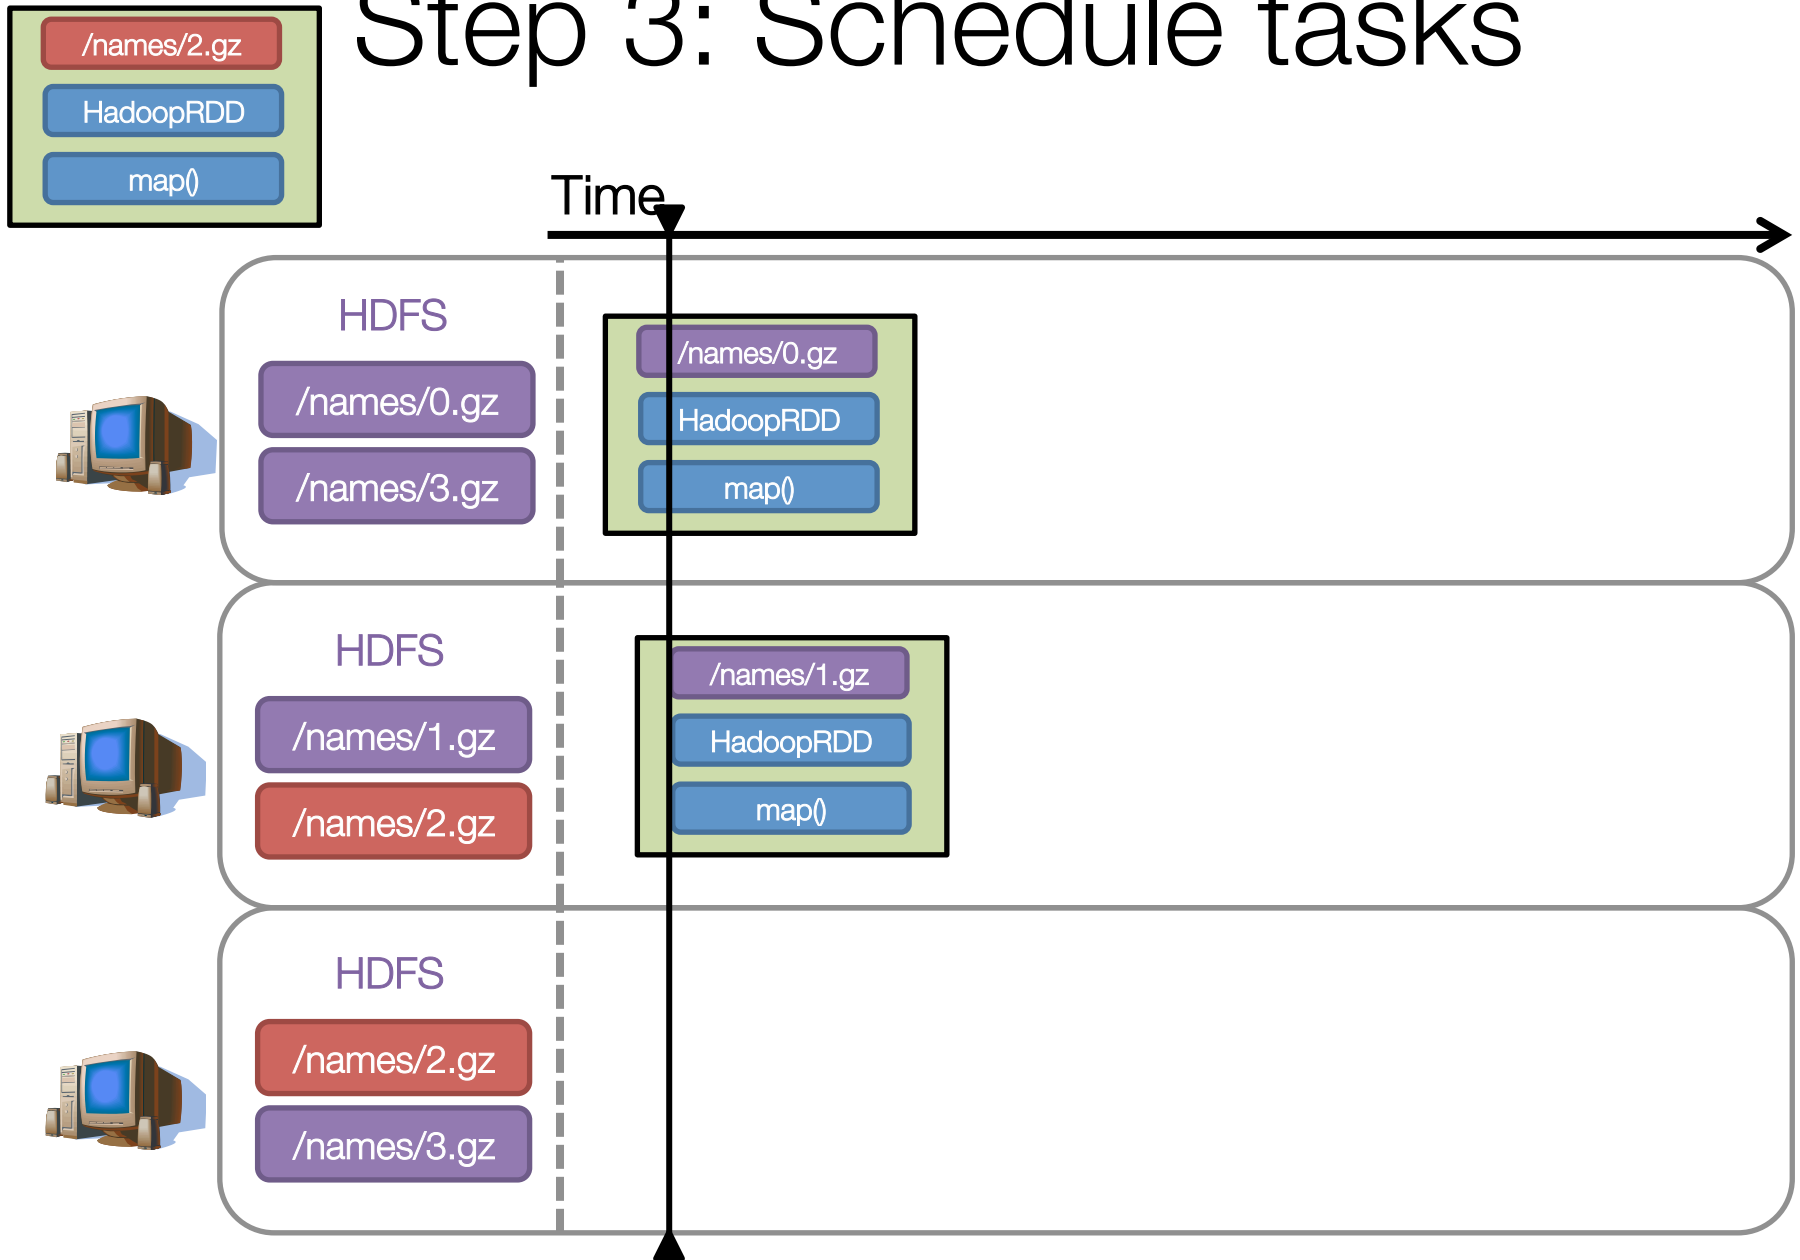 Step 3: Schedule tasks
/names/2.gz
HadoopRDD
map()
Time
HDFS
/names/0.gz
/names/3.gz
/names/0.gz
HadoopRDD
map()
HDFS
/names/1.gz
/names/2.gz
/names/1.gz
HadoopRDD
map()
HDFS
/names/2.gz
/names/3.gz